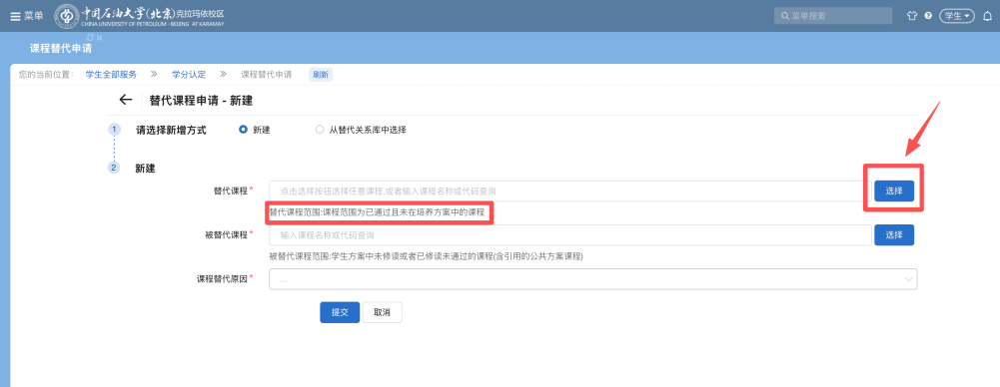 菜单
中国石油大学(北京)克拉玛依校区
CHINA UNIVERSITY OF PETROLEUM - BEIJING AT KARAMAY
菜单搜索
学生
课程替代申请
您的当前位置: 学生全部服务 » 学分认定 » 课程替代申请 刷新
← 替代课程申请 - 新建
1 请选择新增方式 新建 从替代关系库中选择
2 新建
替代课程* 点击选择按钮选择任意课程,或者输入课程名称或代码查询 选择
替代课程范围:课程范围为已通过且未在培养方案中的课程
被替代课程* 输入课程名称或代码查询 选择
被替代课程范围:学生方案中未修读或者已修读未通过的课程(含引用的公共方案课程)
课程替代原因* ...
提交 取消